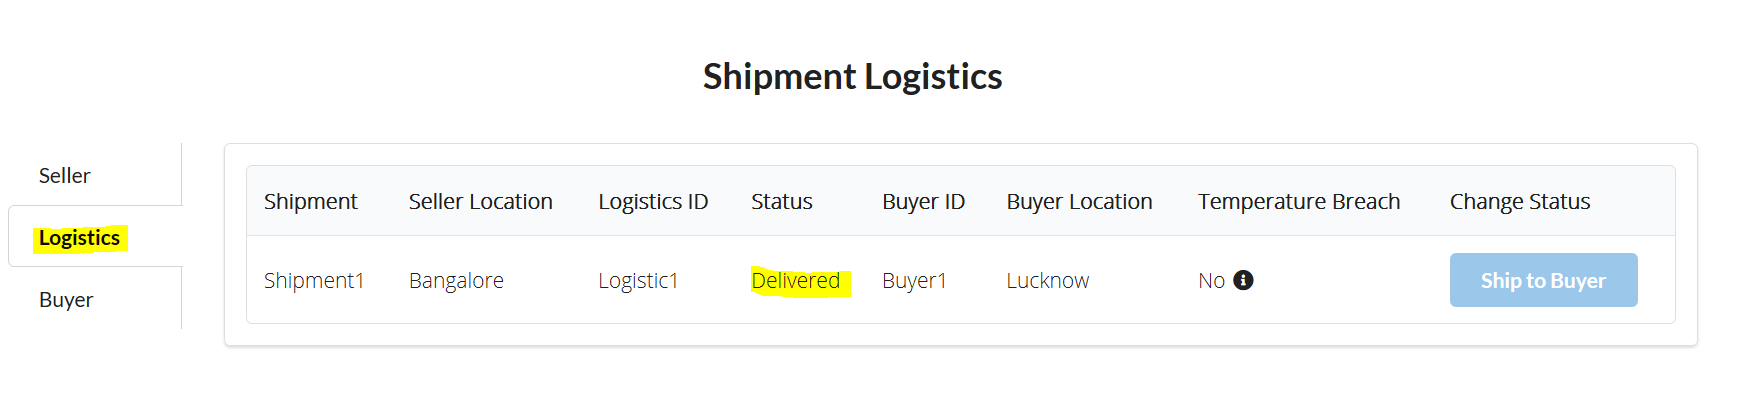 Shipment Logistics
Seller
Logistics
Buyer
Shipment Seller Location Logistics ID Status Buyer ID Buyer Location Temperature Breach Change Status
Shipment1 Bangalore Logistic1 Delivered Buyer1 Lucknow No Ship to Buyer